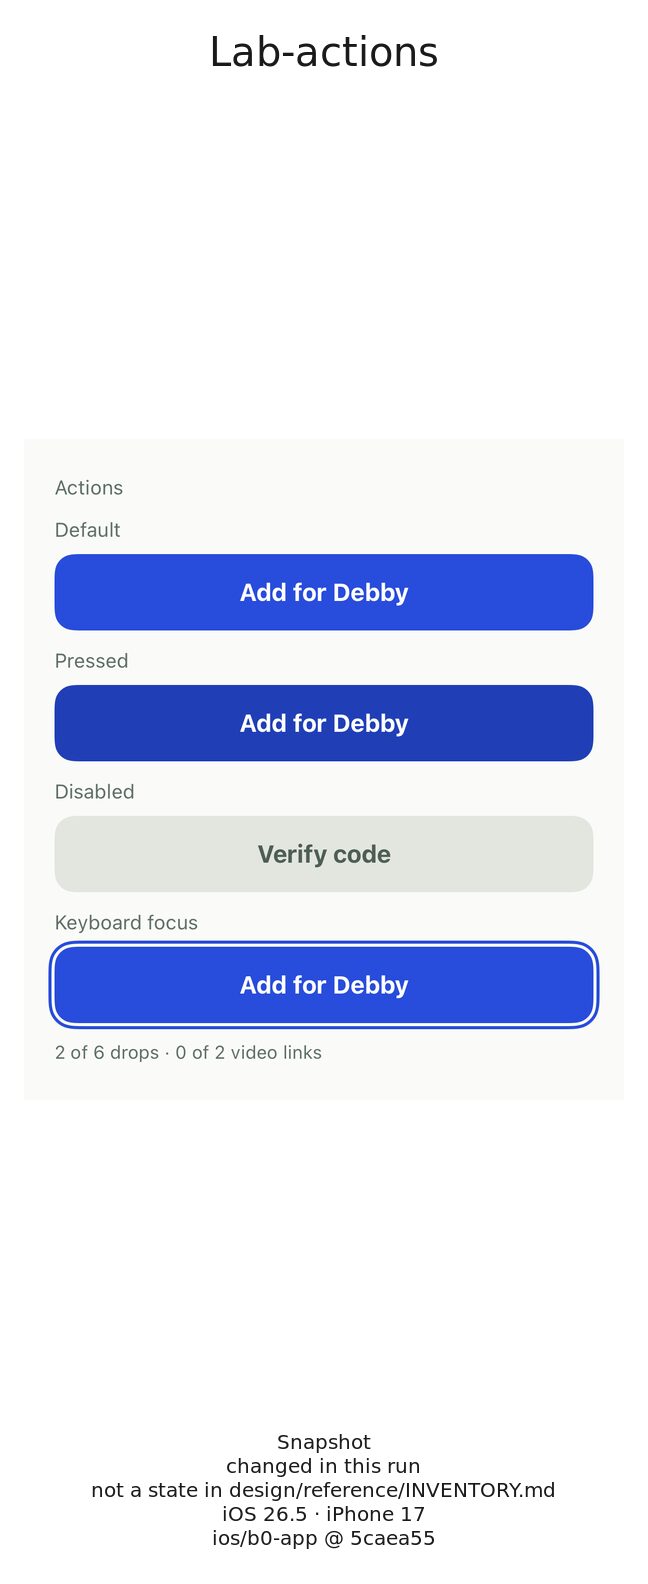 Lab-actions
Actions
Default
Add for Debby
Pressed
Add for Debby
Disabled
Verify code
Keyboard focus
Add for Debby
2 of 6 drops · 0 of 2 video links
Snapshot
changed in this run
not a state in design/reference/INVENTORY.md
iOS 26.5 · iPhone 17
ios/b0-app @ 5caea55